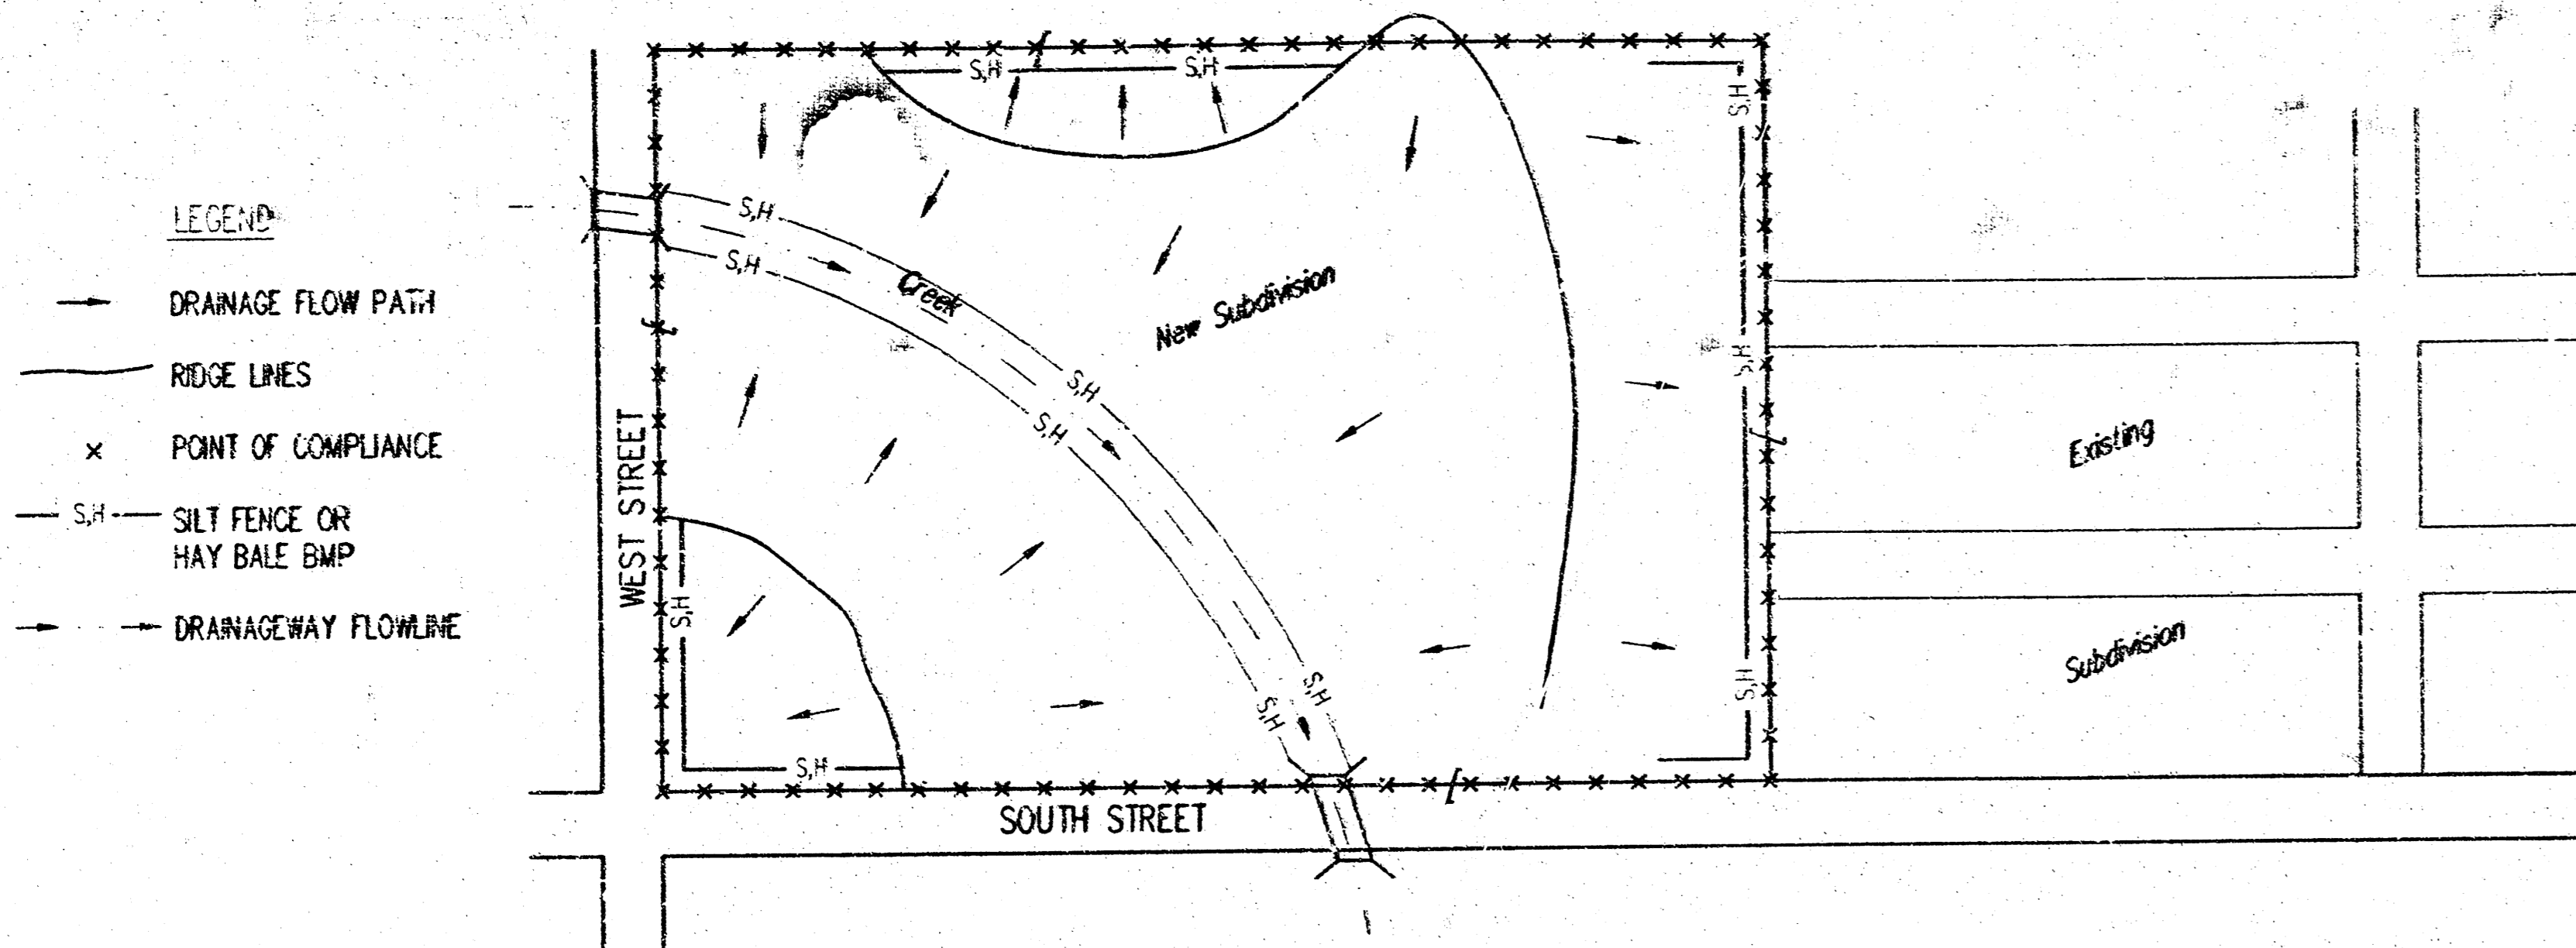 LEGEND
DRAINAGE FLOW PATH
RIDGE LINES
x POINT OF COMPLIANCE
S,H SILT FENCE OR
HAY BALE BMP
DRAINAGEWAY FLOWLINE
S,H
S,H
S,H
S,H
S,H
Creek
New Subdivision
S,H
S,H
S,H
WEST STREET
Existing
S,H
Subdivision
S,H
S,H
S,H
S,H
SOUTH STREET